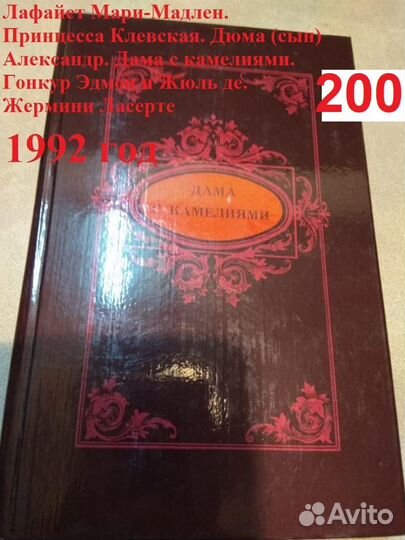 Лафайет Мари-Мадлен.
Принцесса Клевская. Дюма (сын)
Александр. Дама с камелиями.
Гонкур Эдмон и Жюль де.
Жермини Ласерте
200
1992 год
ДАМА
С КАМЕЛИЯМИ
Avito